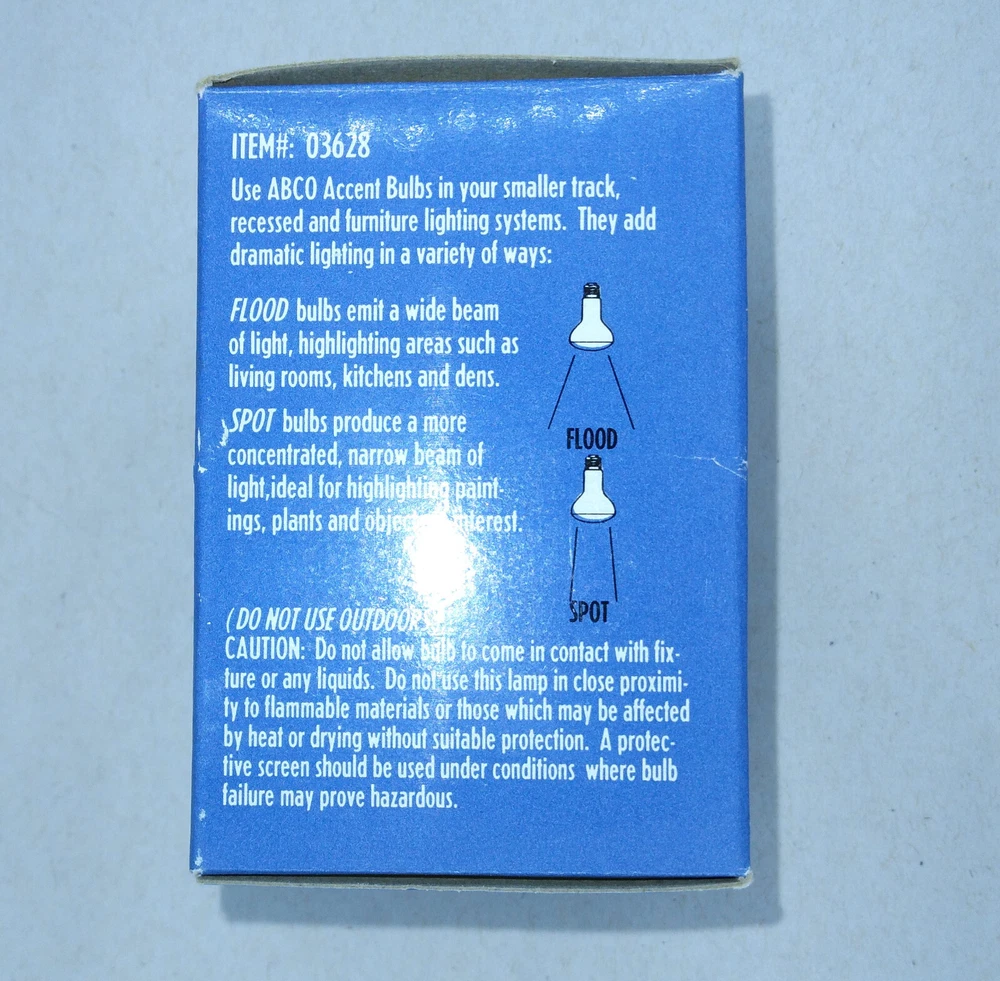 ITEM#: 03628
Use ABCO Accent Bulbs in your smaller track,
recessed and furniture lighting systems. They add
dramatic lighting in a variety of ways:
FLOOD bulbs emit a wide beam
of light, highlighting areas such as
living rooms, kitchens and dens.
FLOOD
SPOT bulbs produce a more
concentrated, narrow beam of
light,ideal for highlighting paint-
ings, plants and objects interest.
SPOT
(DO NOT USE OUTDOORS
CAUTION: Do not allow bulb to come in contact with fix-
ture or any liquids. Do not use this lamp in close proximi-
ty to flammable materials or those which may be affected
by heat or drying without suitable protection. A protec-
tive screen should be used under conditions where bulb
failure may prove hazardous.